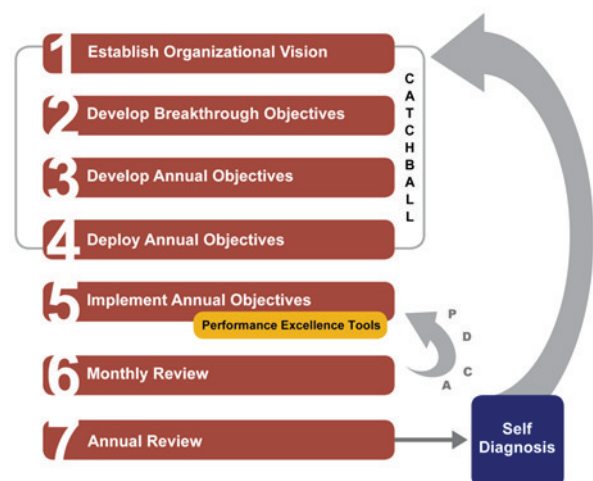 1 Establish Organizational Vision
2 Develop Breakthrough Objectives
3 Develop Annual Objectives
4 Deploy Annual Objectives
CATCHBALL
5 Implement Annual Objectives
Performance Excellence Tools
P
D
C
A
6 Monthly Review
7 Annual Review
Self
Diagnosis